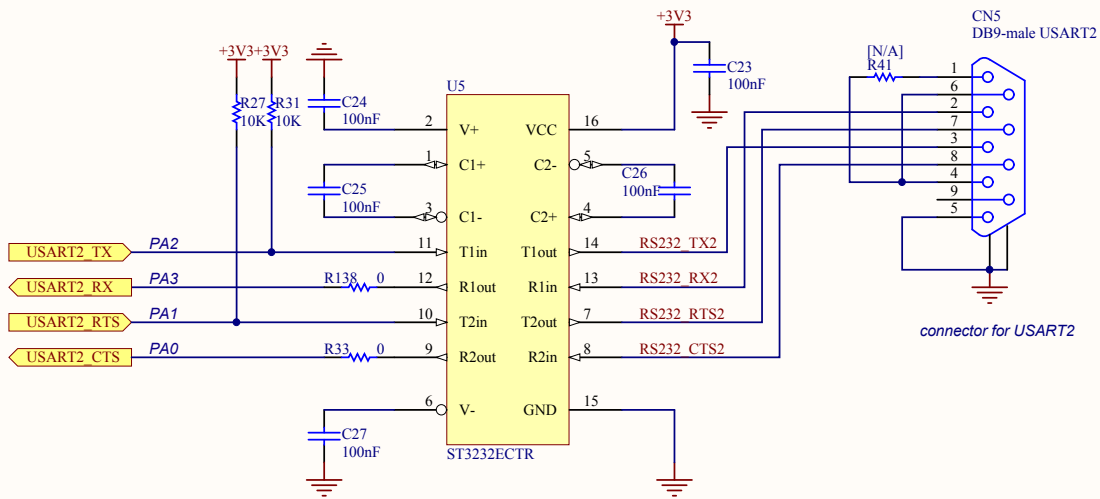 CN5
DB9-male USART2
+3V3
+3V3+3V3
[N/A]
R41
C23
100nF
U5
R27
10K
R31
10K
C24
100nF
2
V+
VCC
16
1
C1+
C2-
5
C25
100nF
C26
100nF
3
C1-
C2+
4
USART2_TX
PA2
11
T1in
T1out
14
RS232_TX2
USART2_RX
PA3
R138
0
12
R1out
R1in
13
RS232_RX2
USART2_RTS
PA1
10
T2in
T2out
7
RS232_RTS2
USART2_CTS
PA0
R33
0
9
R2out
R2in
8
RS232_CTS2
6
V-
GND
15
C27
100nF
ST3232ECTR
1
6
2
7
3
8
4
9
5
connector for USART2